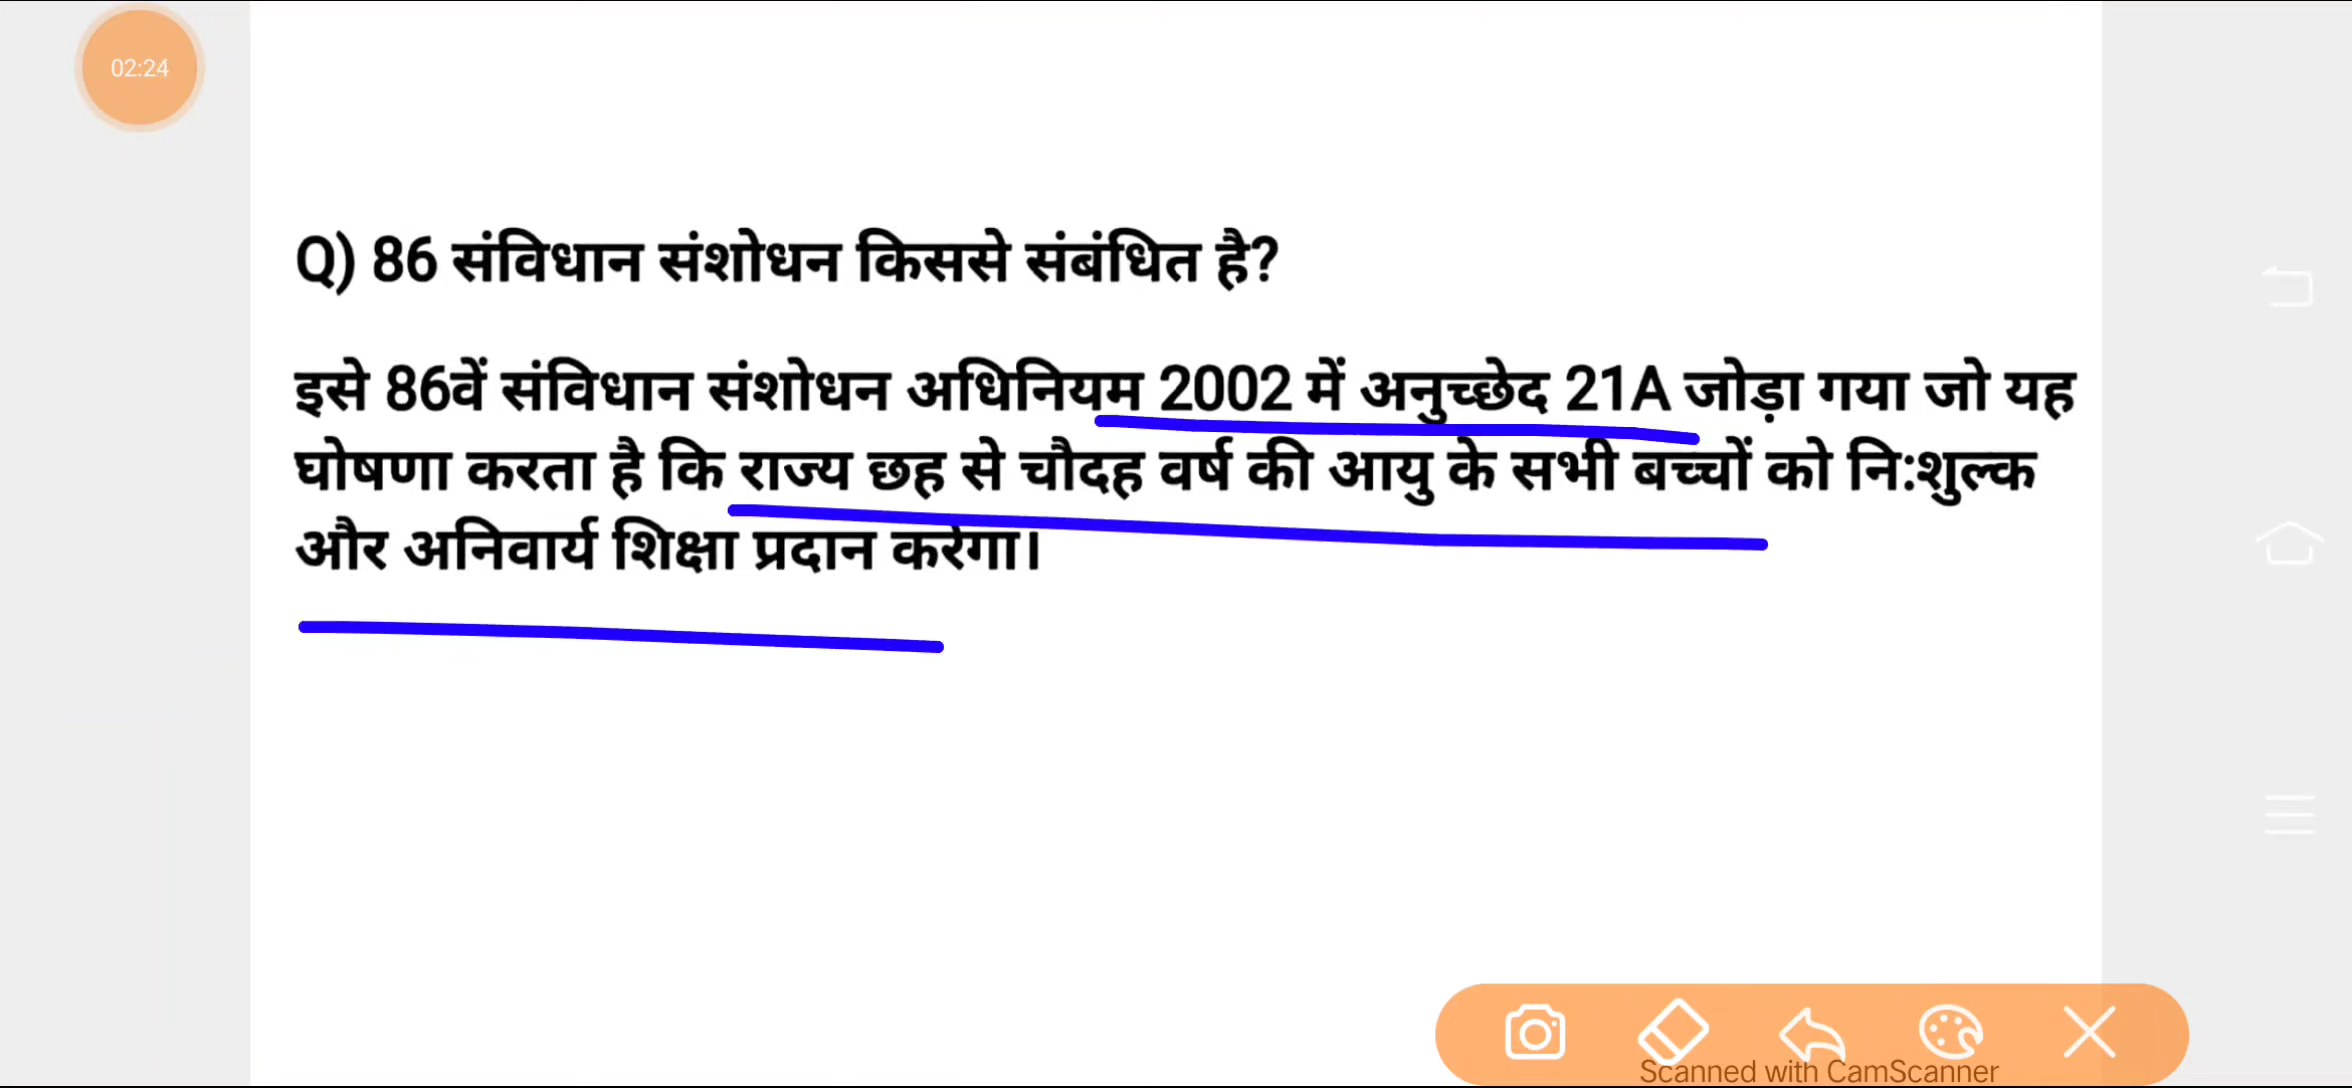 02:24
Q) 86 संविधान संशोधन किससे संबंधित है?
इसे 86वें संविधान संशोधन अधिनियम 2002 में अनुच्छेद 21A जोड़ा गया जो यह
घोषणा करता है कि राज्य छह से चौदह वर्ष की आयु के सभी बच्चों को नि:शुल्क
और अनिवार्य शिक्षा प्रदान करेगा।
Scanned with CamScanner